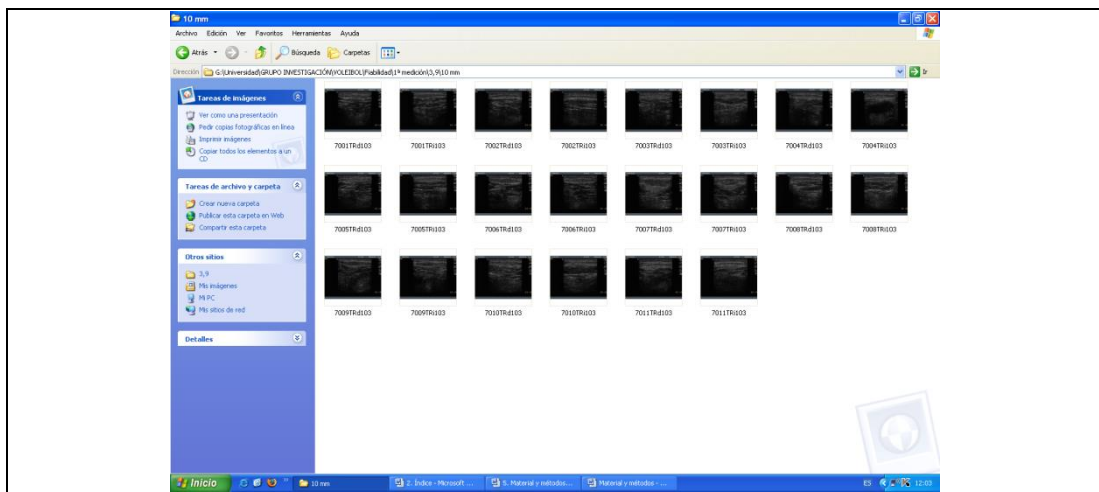 10 mm
Archivo Edición Ver Favoritos Herramientas Ayuda
Atrás Búsqueda Carpetas
Dirección G:\Universidad\GRUPO INVESTIGACIÓN\VOLEIBOL\Fiabilidad\1ª medición\3,9\10 mm Ir
Tareas de imágenes
Ver como una presentación
Pedir copias fotográficas en línea
Imprimir imágenes
Copiar todos los elementos a un
CD
Tareas de archivo y carpeta
Crear nueva carpeta
Publicar esta carpeta en Web
Compartir esta carpeta
Otros sitios
3,9
Mis imágenes
Mi PC
Mis sitios de red
Detalles
7001TRd103 7001TRi103 7002TRd103 7002TRi103 7003TRd103 7003TRi103 7004TRd103 7004TRi103
7005TRd103 7005TRi103 7006TRd103 7006TRi103 7007TRd103 7007TRi103 7008TRd103 7008TRi103
7009TRd103 7009TRi103 7010TRd103 7010TRi103 7011TRd103 7011TRi103
Inicio 10 mm 2. Índice - Microsoft ... 5. Material y métodos... Material y métodos - ... ES 12:03